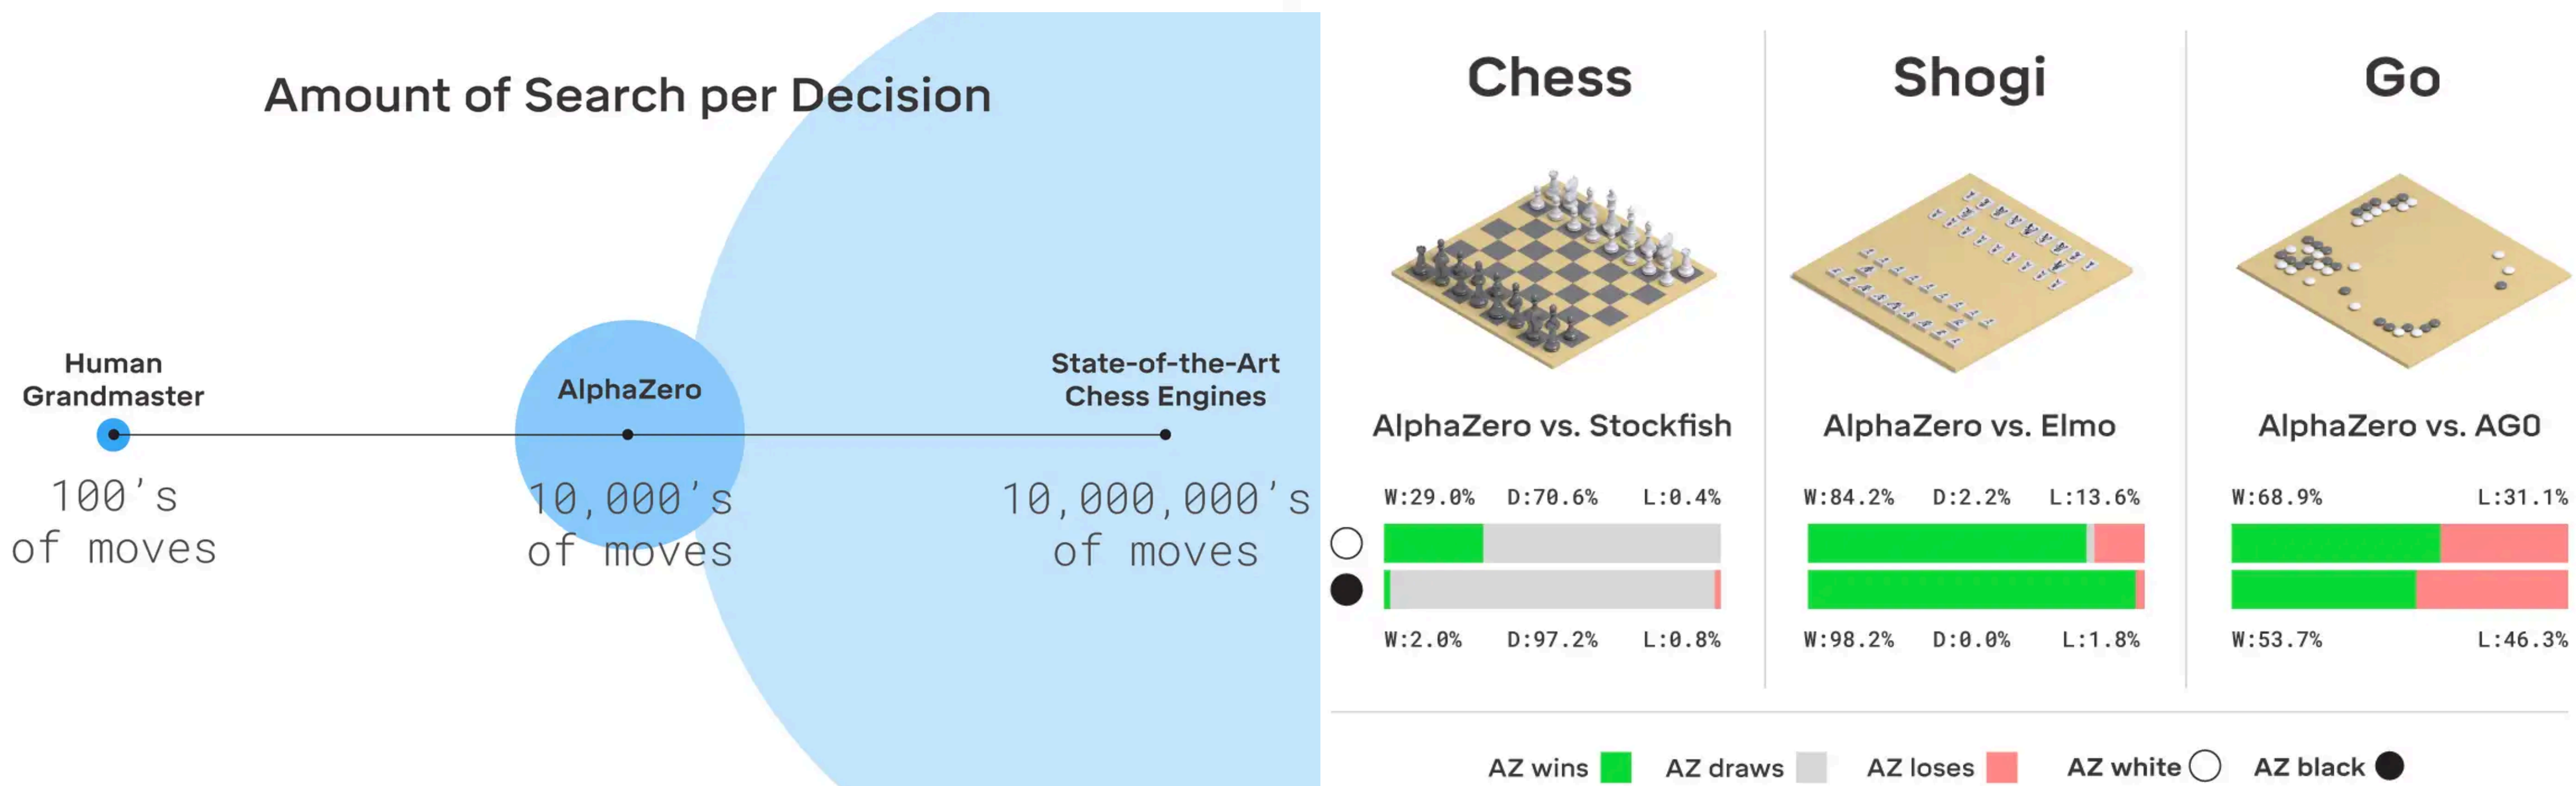 Amount of Search per Decision
Human
Grandmaster
100's
of moves
AlphaZero
10,000's
of moves
State-of-the-Art
Chess Engines
10,000,000's
of moves
Chess
AlphaZero vs. Stockfish
W:29.0% D:70.6% L:0.4%
W:2.0% D:97.2% L:0.8%
Shogi
AlphaZero vs. Elmo
W:84.2% D:2.2% L:13.6%
W:98.2% D:0.0% L:1.8%
Go
AlphaZero vs. AG0
W:68.9% L:31.1%
W:53.7% L:46.3%
AZ wins AZ draws AZ loses AZ white AZ black